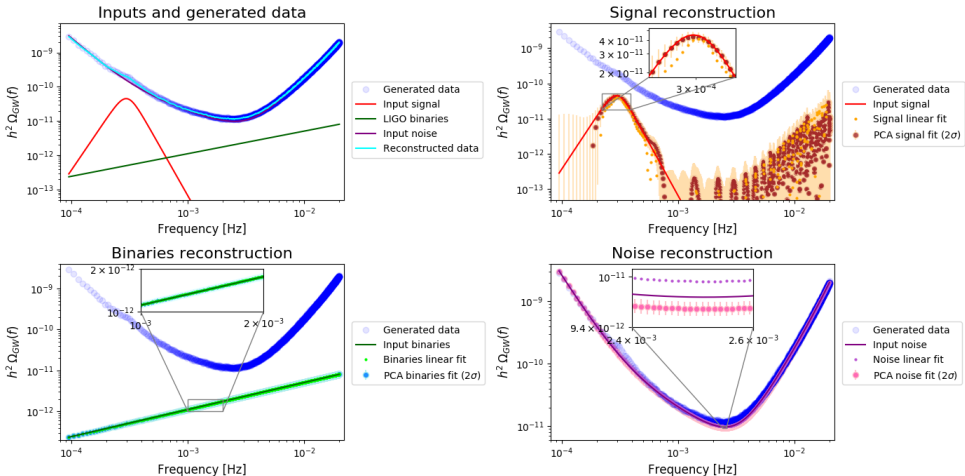 Inputs and generated data
10⁻⁹
10⁻¹⁰
10⁻¹¹
10⁻¹²
10⁻¹³
h² Ω_GW(f)
10⁻⁴
10⁻³
10⁻²
Frequency [Hz]
Generated data
Input signal
LIGO binaries
Input noise
Reconstructed data
Signal reconstruction
10⁻⁹
10⁻¹⁰
10⁻¹¹
10⁻¹²
10⁻¹³
h² Ω_GW(f)
4 × 10⁻¹¹
3 × 10⁻¹¹
2 × 10⁻¹¹
3 × 10⁻⁴
10⁻⁴
10⁻³
10⁻²
Frequency [Hz]
Generated data
Input signal
Signal linear fit
PCA signal fit (2σ)
Binaries reconstruction
10⁻⁹
10⁻¹⁰
10⁻¹¹
10⁻¹²
h² Ω_GW(f)
2 × 10⁻¹²
10⁻¹²
10⁻³
2 × 10⁻³
10⁻⁴
10⁻³
10⁻²
Frequency [Hz]
Generated data
Input binaries
Binaries linear fit
PCA binaries fit (2σ)
Noise reconstruction
10⁻⁹
10⁻¹⁰
10⁻¹¹
h² Ω_GW(f)
10⁻¹¹
9.4 × 10⁻¹²
2.4 × 10⁻³
2.6 × 10⁻³
10⁻⁴
10⁻³
10⁻²
Frequency [Hz]
Generated data
Input noise
Noise linear fit
PCA noise fit (2σ)